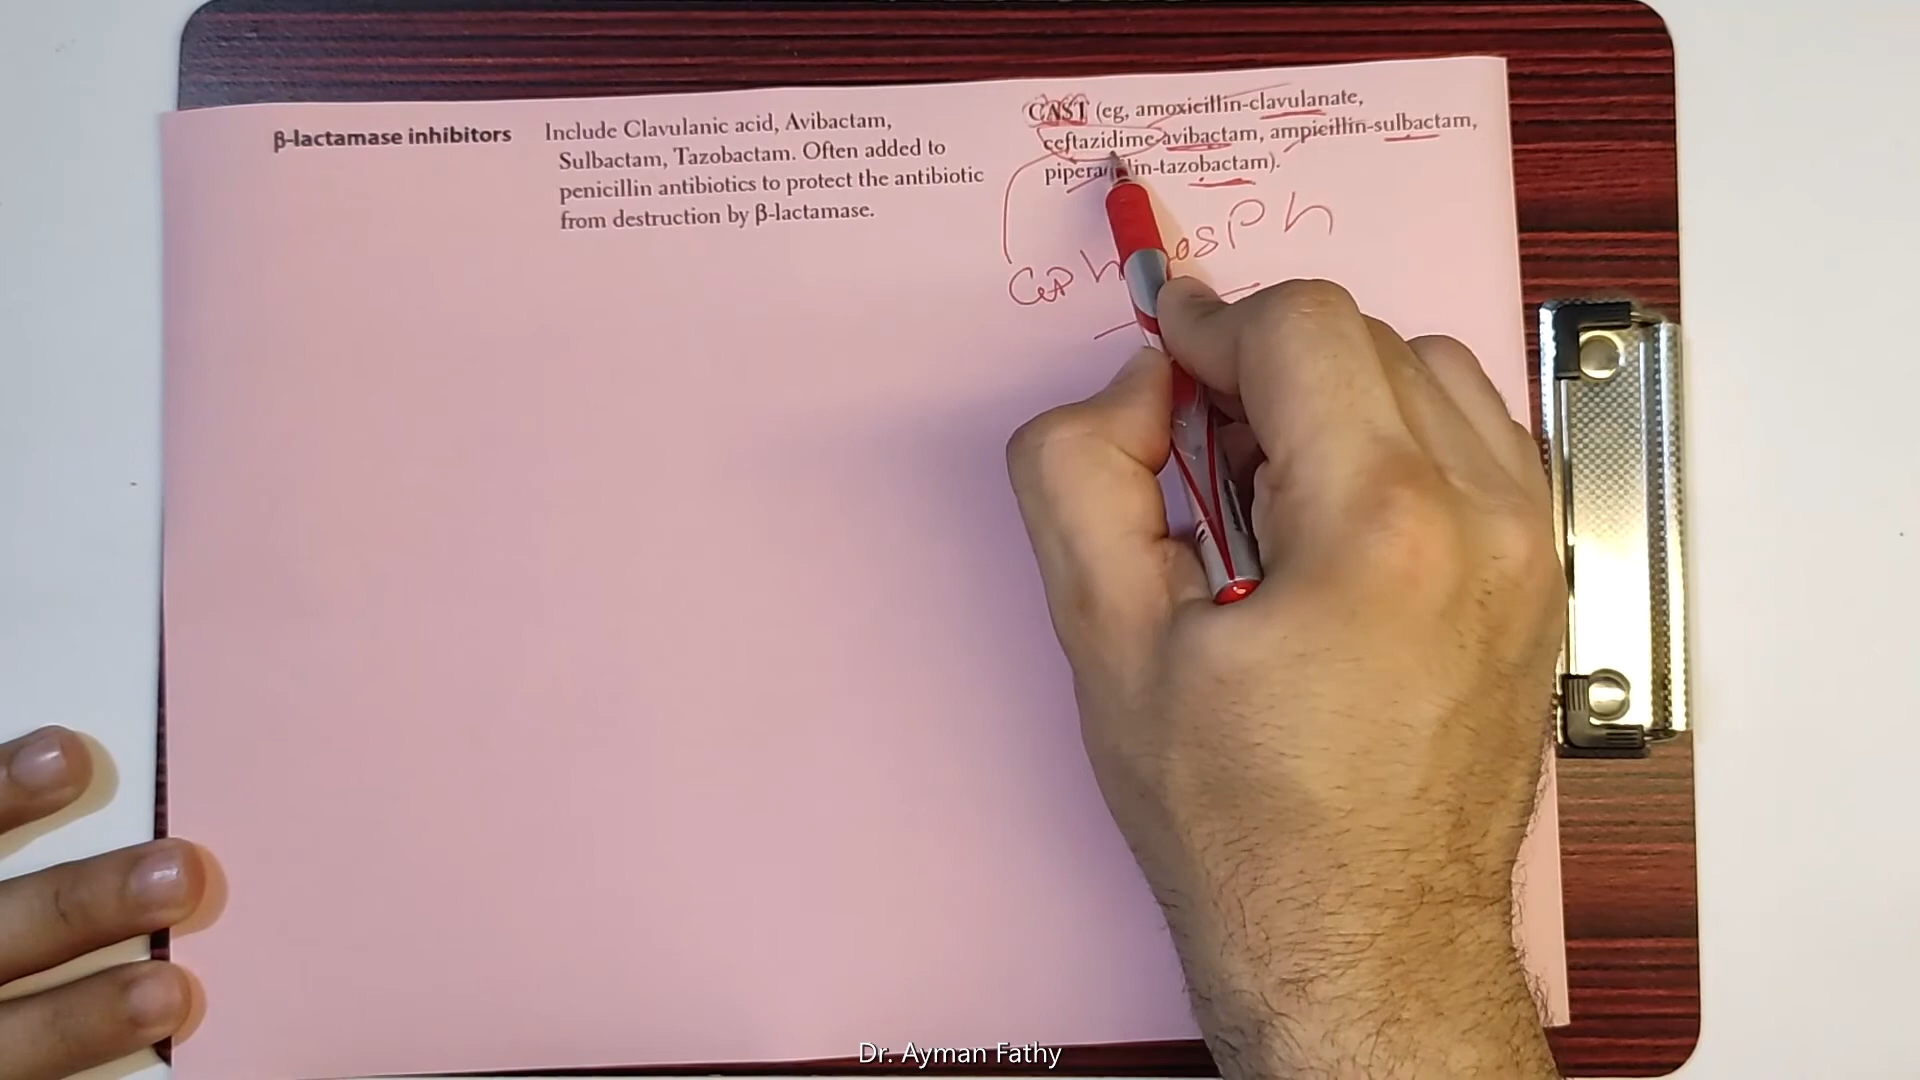 β-lactamase inhibitors
Include Clavulanic acid, Avibactam,
Sulbactam, Tazobactam. Often added to
penicillin antibiotics to protect the antibiotic
from destruction by β-lactamase.
CAST (eg, amoxicillin-clavulanate,
ceftazidime-avibactam, ampicillin-sulbactam,
in-tazobactam).
Dr. Ayman Fathy